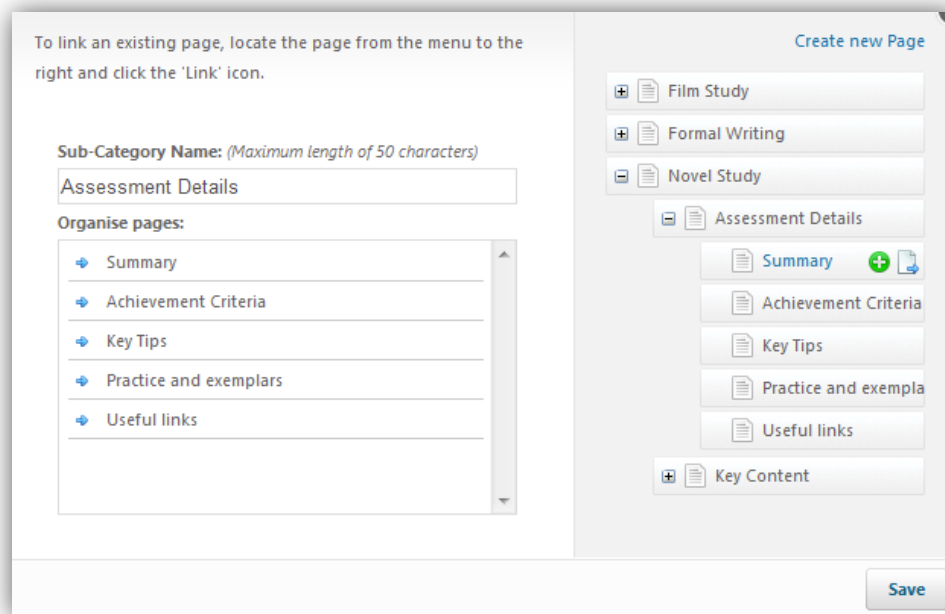 To link an existing page, locate the page from the menu to the
right and click the 'Link' icon.
Sub-Category Name: (Maximum length of 50 characters)
Assessment Details
Organise pages:
Summary
Achievement Criteria
Key Tips
Practice and exemplars
Useful links
Create new Page
Film Study
Formal Writing
Novel Study
Assessment Details
Summary
Achievement Criteria
Key Tips
Practice and exempla
Useful links
Key Content
Save